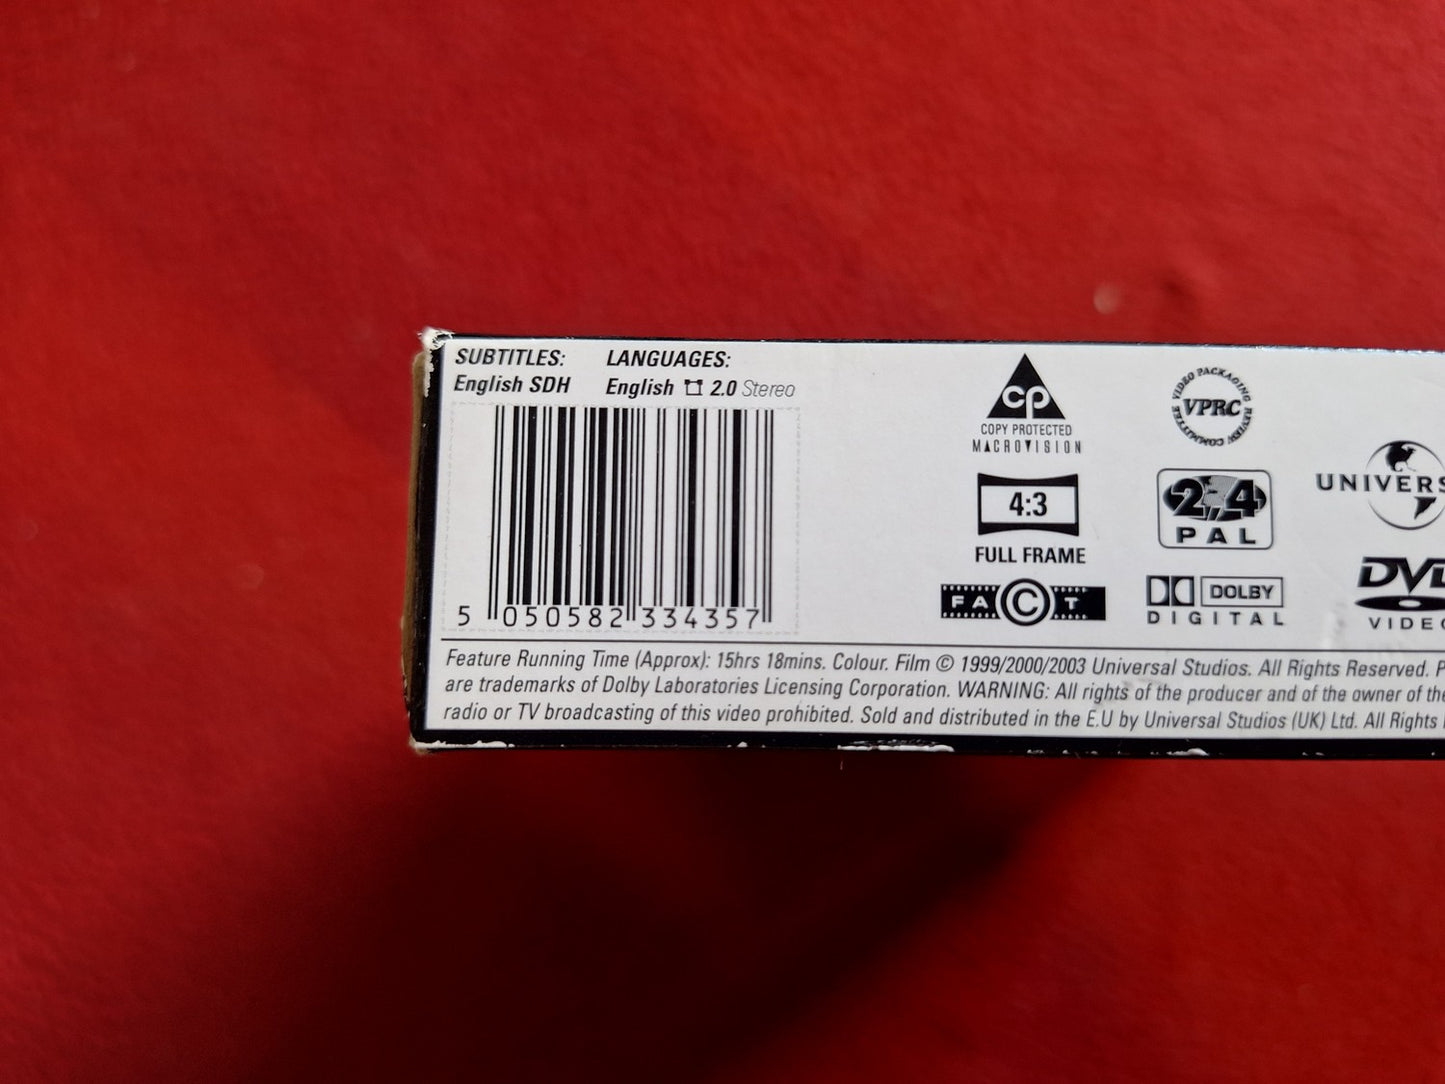 SUBTITLES: LANGUAGES:
English SDH English 2.0 Stereo
5 050582 334357
CP
COPY PROTECTED
MACROVISION
4:3
FULL FRAME
FACT
VIDEO PACKAGING REVIEW COMMITTEE
VPRC
2,4
PAL
DOLBY
DIGITAL
UNIVERS
DVD
VIDEO
Feature Running Time (Approx): 15hrs 18mins. Colour. Film © 1999/2000/2003 Universal Studios. All Rights Reserved. P
are trademarks of Dolby Laboratories Licensing Corporation. WARNING: All rights of the producer and of the owner of the
radio or TV broadcasting of this video prohibited. Sold and distributed in the E.U by Universal Studios (UK) Ltd. All Rights